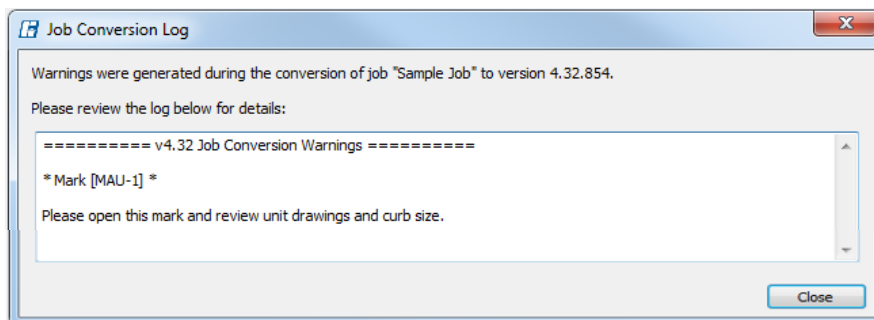 Job Conversion Log
Warnings were generated during the conversion of job "Sample Job" to version 4.32.854.
Please review the log below for details:
========== v4.32 Job Conversion Warnings ==========
* Mark [MAU-1] *
Please open this mark and review unit drawings and curb size.
Close